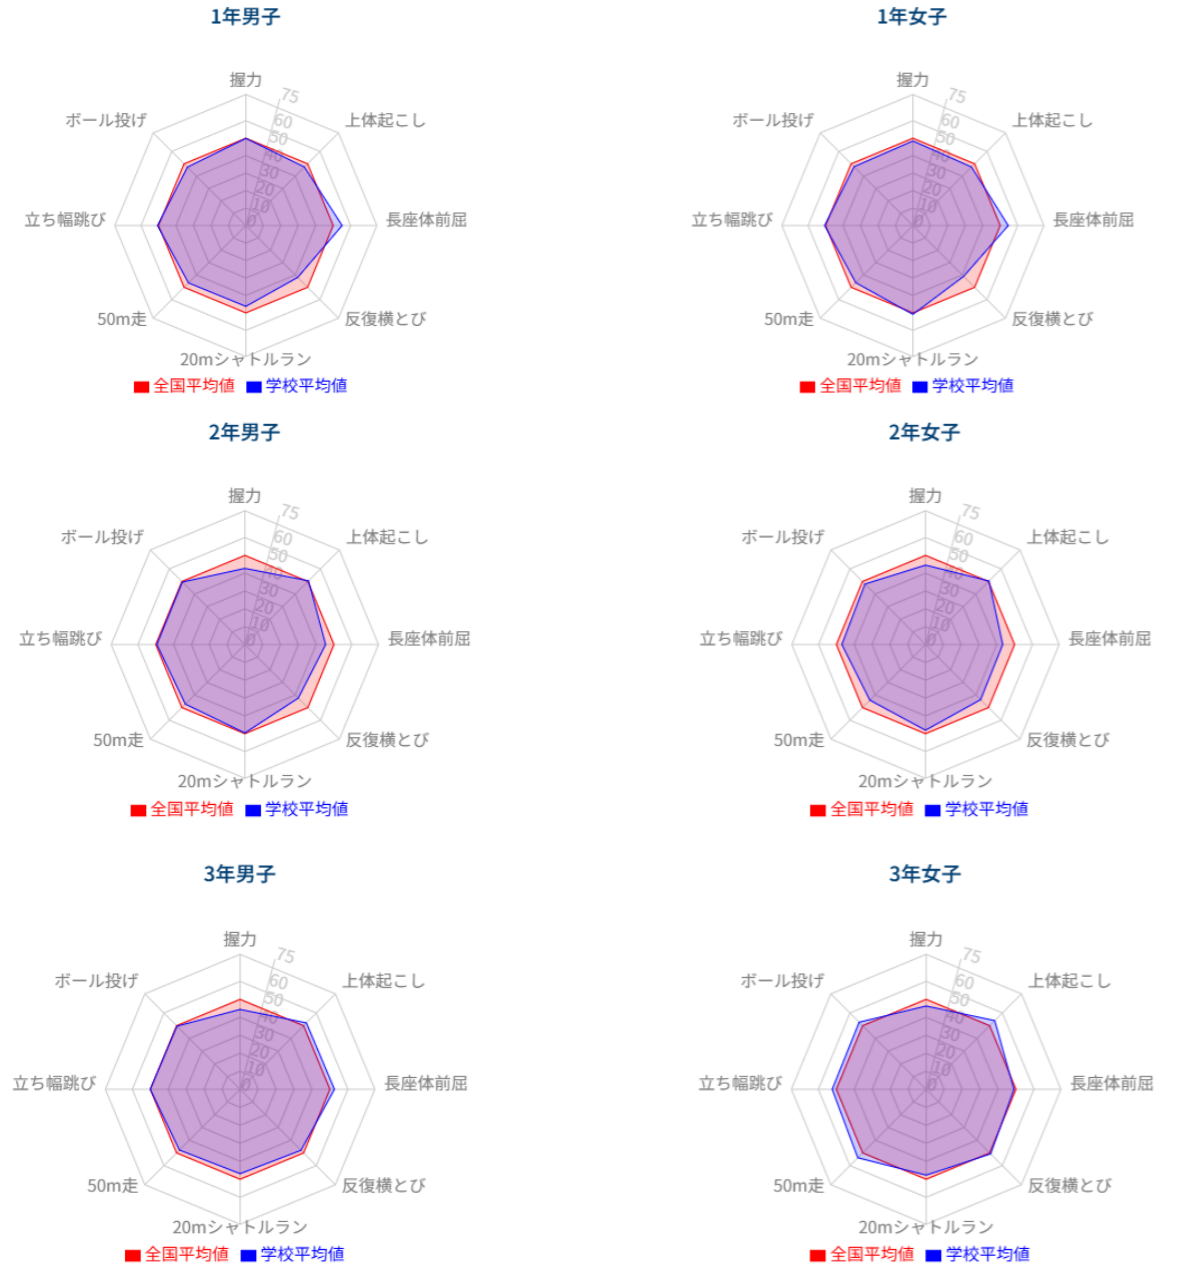 1年男子
握力
75
ボール投げ
上体起こし
60
50
40
30
20
10
0
立ち幅跳び
長座体前屈
50m走
反復横とび
20mシャトルラン
全国平均値 学校平均値
1年女子
握力
75
ボール投げ
上体起こし
60
50
40
30
20
10
0
立ち幅跳び
長座体前屈
50m走
反復横とび
20mシャトルラン
全国平均値 学校平均値
2年男子
握力
75
ボール投げ
上体起こし
60
50
40
30
20
10
0
立ち幅跳び
長座体前屈
50m走
反復横とび
20mシャトルラン
全国平均値 学校平均値
2年女子
握力
75
ボール投げ
上体起こし
60
50
40
30
20
10
0
立ち幅跳び
長座体前屈
50m走
反復横とび
20mシャトルラン
全国平均値 学校平均値
3年男子
握力
75
ボール投げ
上体起こし
60
50
40
30
20
10
0
立ち幅跳び
長座体前屈
50m走
反復横とび
20mシャトルラン
全国平均値 学校平均値
3年女子
握力
75
ボール投げ
上体起こし
60
50
40
30
20
10
0
立ち幅跳び
長座体前屈
50m走
反復横とび
20mシャトルラン
全国平均値 学校平均値